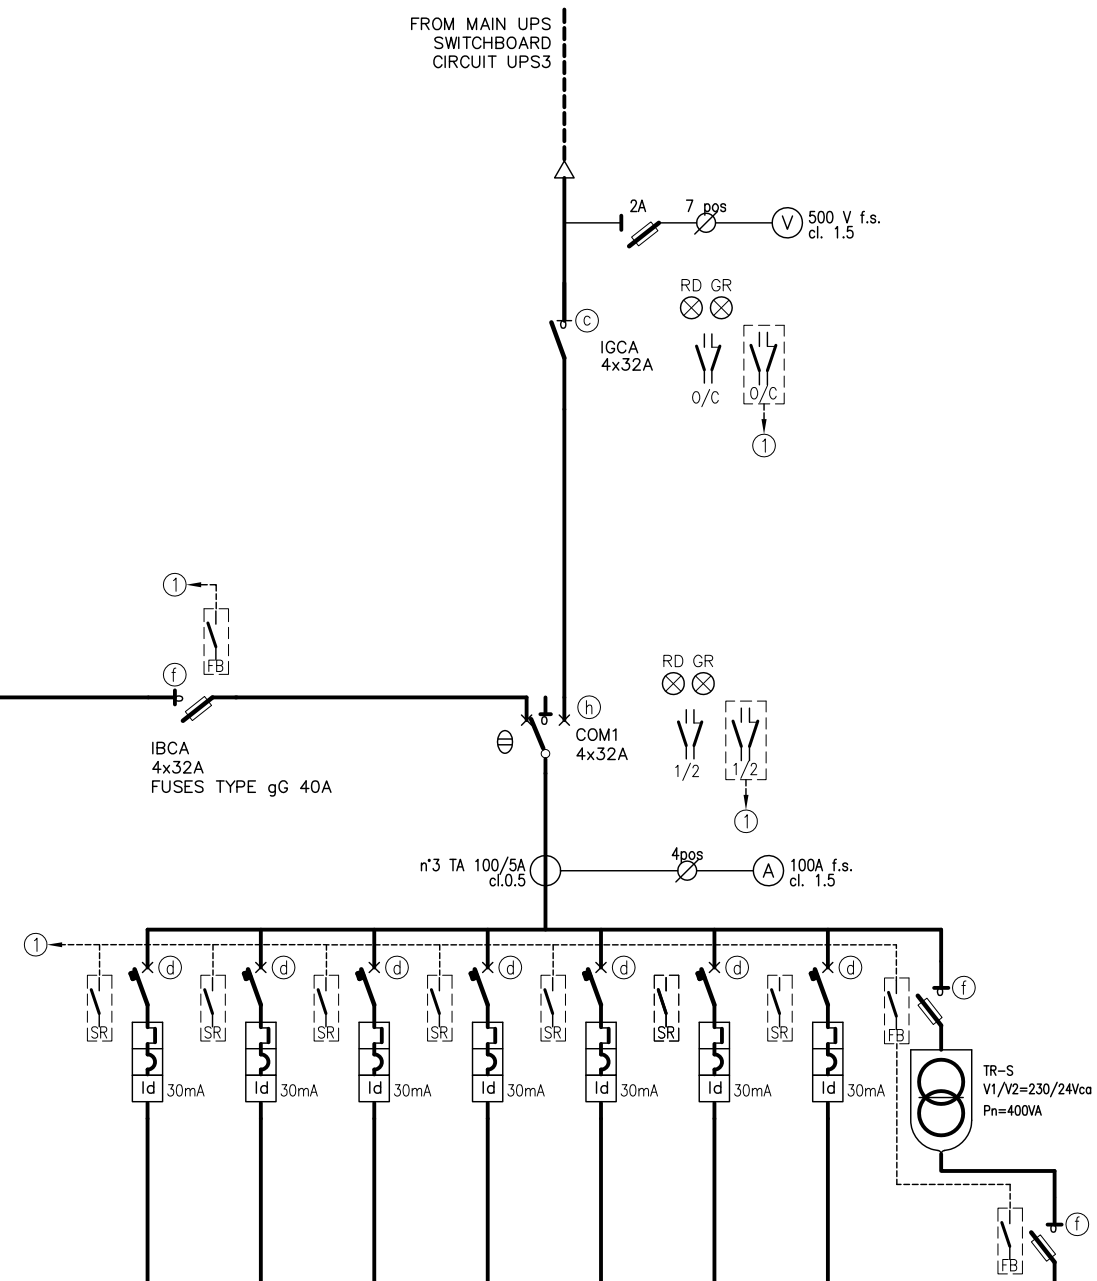 FROM MAIN UPS
SWITCHBOARD
CIRCUIT UPS3
2A
7 pos
V
500 V f.s.
cl. 1.5
RD GR
c
IGCA
4x32A
O/C
O/C
1
1
FB
f
RD GR
h
COM1
4x32A
1/2
1/2
IBCA
4x32A
FUSES TYPE gG 40A
1
n°3 TA 100/5A
cl.0.5
4pos
A
100A f.s.
cl. 1.5
1
d
d
d
d
d
d
d
f
SR
SR
SR
SR
SR
SR
SR
FB
Id 30mA
Id 30mA
Id 30mA
Id 30mA
Id 30mA
Id 30mA
Id 30mA
TR-S
V1/V2=230/24Vca
Pn=400VA
f
FB